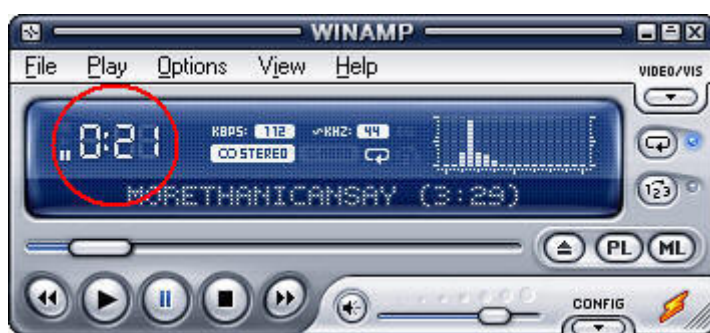 WINAMP
File Play Options View Help
VIDEO/VIS
0:21 KBPS: 112 KHZ: 44
STEREO
MORETHANICANSAY (3:29)
123
PL ML
CONFIG